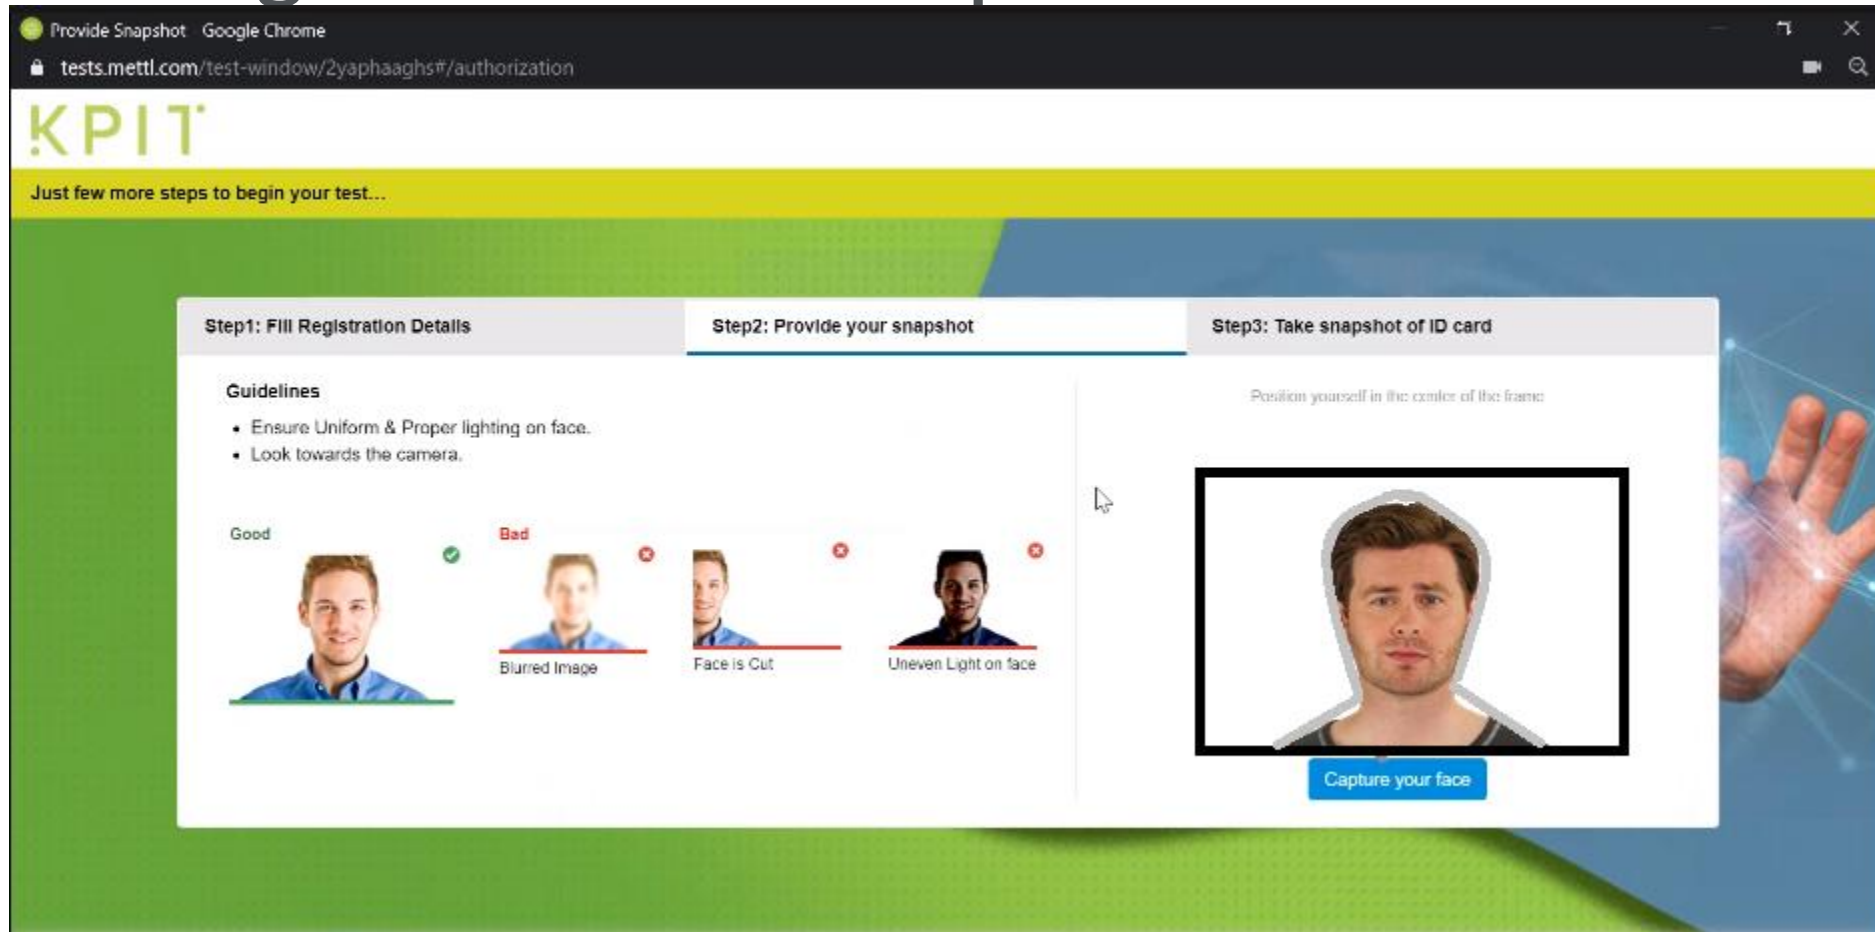 Provide Snapshot Google Chrome
tests.mettl.com/test-window/2yaphaaghs#/authorization
KPIT
Just few more steps to begin your test...
Step1: Fill Registration Details
Step2: Provide your snapshot
Step3: Take snapshot of ID card
Guidelines
• Ensure Uniform & Proper lighting on face.
• Look towards the camera.
Position yourself in the center of the frame
Good
Bad
Blurred Image
Face is Cut
Uneven Light on face
Capture your face